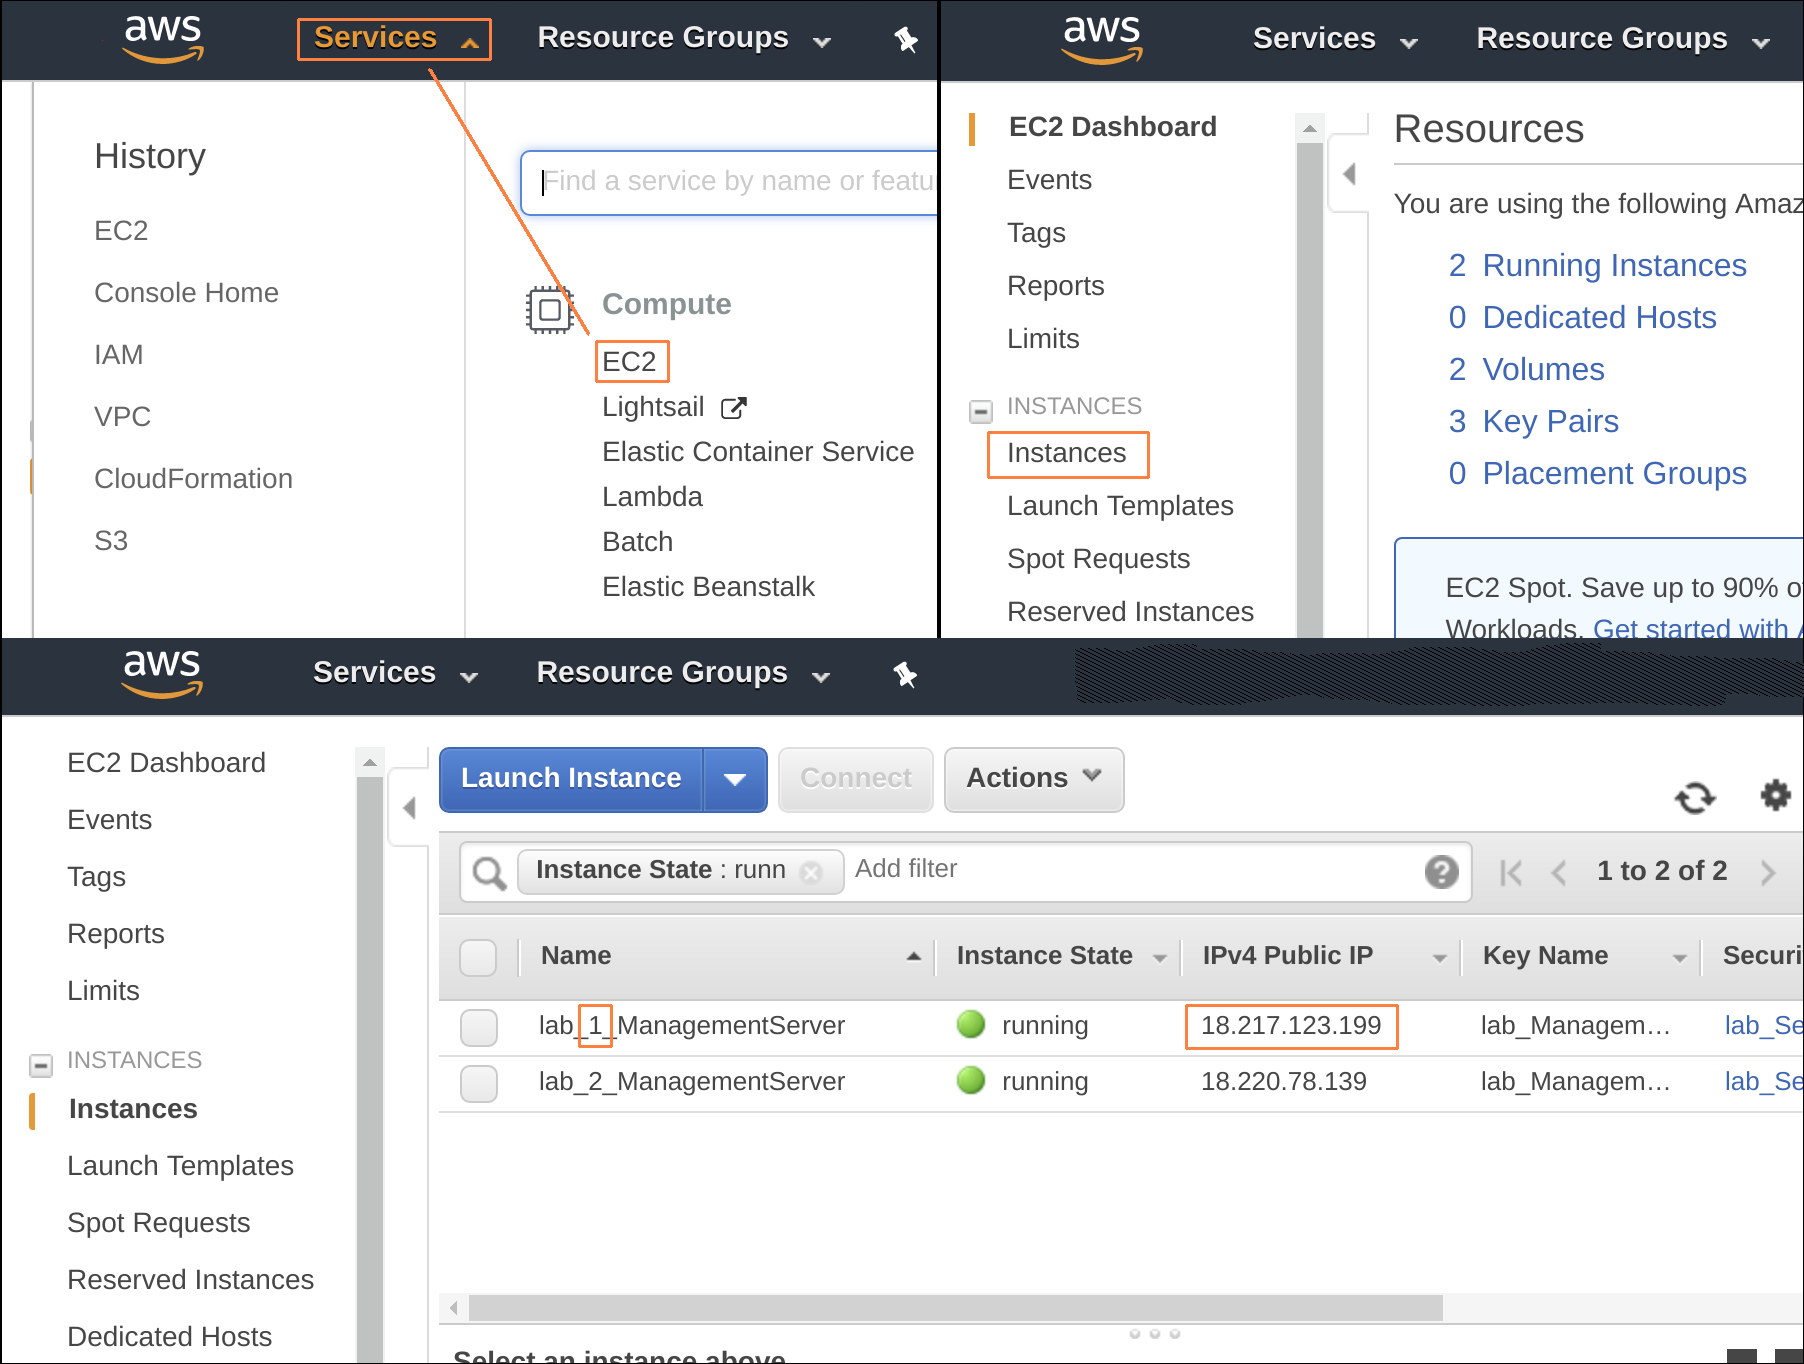 aws
Services
Resource Groups
History
EC2
Console Home
IAM
VPC
CloudFormation
S3
Find a service by name or featu
Compute
EC2
Lightsail
Elastic Container Service
Lambda
Batch
Elastic Beanstalk
aws
Services
Resource Groups
EC2 Dashboard
Events
Tags
Reports
Limits
INSTANCES
Instances
Launch Templates
Spot Requests
Reserved Instances
Resources
You are using the following Amaz
2 Running Instances
0 Dedicated Hosts
2 Volumes
3 Key Pairs
0 Placement Groups
EC2 Spot. Save up to 90% o
Workloads. Get started with A
aws
Services
Resource Groups
EC2 Dashboard
Events
Tags
Reports
Limits
INSTANCES
Instances
Launch Templates
Spot Requests
Reserved Instances
Dedicated Hosts
Launch Instance
Connect
Actions
Instance State : runn
Add filter
1 to 2 of 2
Name
Instance State
IPv4 Public IP
Key Name
Securi
lab_1_ManagementServer
running
18.217.123.199
lab_Managem...
lab_Se
lab_2_ManagementServer
running
18.220.78.139
lab_Managem...
lab_Se
Select an instance above